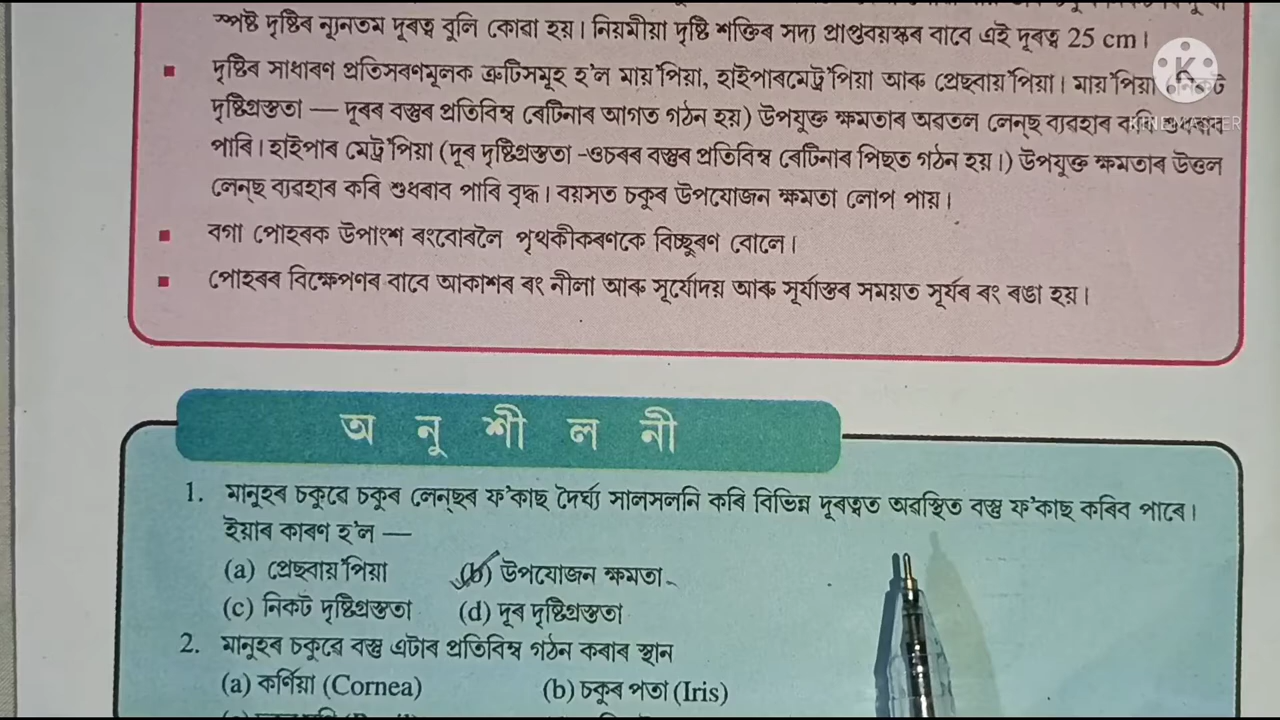 স্পষ্ট দৃষ্টিৰ ন্যূনতম দূৰত্ব বুলি কোৱা হয়। নিয়মীয়া দৃষ্টি শক্তিৰ সদ্য প্ৰাপ্তবয়স্কৰ বাবে এই দূৰত্ব 25 cm।
■ দৃষ্টিৰ সাধাৰণ প্ৰতিসৰণমূলক ত্ৰুটিসমূহ হ'ল মায়'পিয়া, হাইপাৰমেট্ৰ'পিয়া আৰু প্ৰেছবায়'পিয়া। মায়'পিয়া (নিকট
দৃষ্টিগ্ৰস্ততা — দূৰৰ বস্তুৰ প্ৰতিবিম্ব ৰেটিনাৰ আগত গঠন হয়) উপযুক্ত ক্ষমতাৰ অৱতল লেন্‌ছ ব্যৱহাৰ কৰি
পাৰি। হাইপাৰ মেট্ৰ'পিয়া (দূৰ দৃষ্টিগ্ৰস্ততা -ওচৰৰ বস্তুৰ প্ৰতিবিম্ব ৰেটিনাৰ পিছত গঠন হয়।) উপযুক্ত ক্ষমতাৰ উত্তল
লেন্‌ছ ব্যৱহাৰ কৰি শুধৰাব পাৰি বৃদ্ধ। বয়সত চকুৰ উপযোজন ক্ষমতা লোপ পায়।
■ বগা পোহৰক উপাংশ ৰংবোৰলৈ পৃথকীকৰণকে বিচ্ছুৰণ বোলে।
■ পোহৰৰ বিক্ষেপণৰ বাবে আকাশৰ ৰং নীলা আৰু সূৰ্যোদয় আৰু সূৰ্যাস্তৰ সময়ত সূৰ্যৰ ৰং ৰঙা হয়।
K
KINEMASTER
অ নু শী ল নী
1. মানুহৰ চকুৱে চকুৰ লেন্‌ছৰ ফ'কাছ দৈৰ্ঘ্য সালসলনি কৰি বিভিন্ন দূৰত্বত অৱস্থিত বস্তু ফ'কাছ কৰিব পাৰে।
ইয়াৰ কাৰণ হ'ল —
(a) প্ৰেছবায়'পিয়া (b) উপযোজন ক্ষমতা
(c) নিকট দৃষ্টিগ্ৰস্ততা (d) দূৰ দৃষ্টিগ্ৰস্ততা
2. মানুহৰ চকুৱে বস্তু এটাৰ প্ৰতিবিম্ব গঠন কৰাৰ স্থান
(a) কৰ্ণিয়া (Cornea) (b) চকুৰ পতা (Iris)